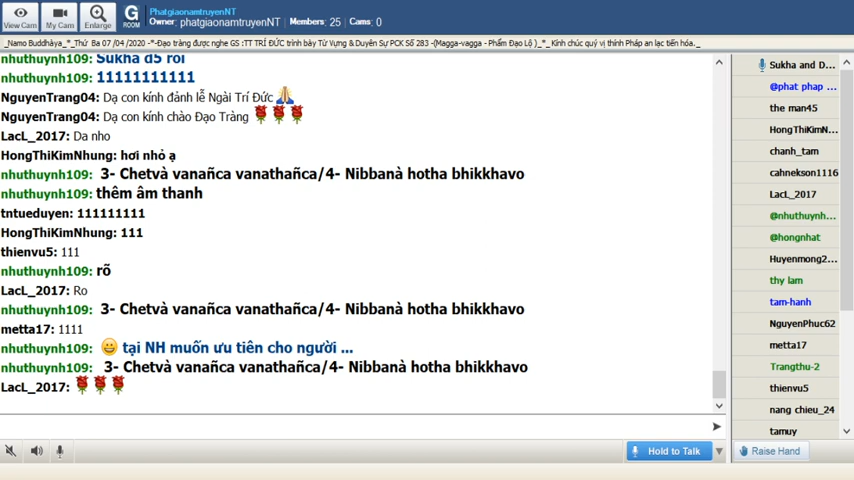 View Cam
My Cam
Enlarge
G
ROOM
PhatgiaonamtruyenNT
Owner: phatgiaonamtruyenNT | Members: 25 | Cams: 0
_Namo Buddhàya_*_Thứ Ba 07 /04 /2020 -*-Đạo tràng được nghe GS :TT TRÍ ĐỨC trình bày Từ Vựng & Duyên Sự PCK Số 283 -(Magga-vagga - Phẩm Đạo Lộ )_*_ Kính chúc quý vị thính Pháp an lạc tiến hóa._
nhuthuynh109: Sukha đ5 rồi
nhuthuynh109: 11111111111
NguyenTrang04: Dạ con kính đảnh lễ Ngài Trí Đức
NguyenTrang04: Dạ con kính chào Đạo Tràng
LacL_2017: Da nho
HongThiKimNhung: hơi nhỏ ạ
nhuthuynh109: 3- Chetvà vanañca vanathañca/4- Nibbanà hotha bhikkhavo
nhuthuynh109: thêm âm thanh
tntueduyen: 111111111
HongThiKimNhung: 111
thienvu5: 111
nhuthuynh109: rõ
LacL_2017: Ro
nhuthuynh109: 3- Chetvà vanañca vanathañca/4- Nibbanà hotha bhikkhavo
metta17: 1111
nhuthuynh109: tại NH muốn ưu tiên cho người ...
nhuthuynh109: 3- Chetvà vanañca vanathañca/4- Nibbanà hotha bhikkhavo
LacL_2017:
Sukha and D...
@phat phap ...
the man45
HongThiKimN...
chanh_tam
cahnekson1116
LacL_2017
@nhuthuynh...
@hongnhat
Huyenmong2...
thy lam
tam-hanh
NguyenPhuc62
metta17
Trangthu-2
thienvu5
nang chieu_24
tamuy
Hold to Talk
Raise Hand